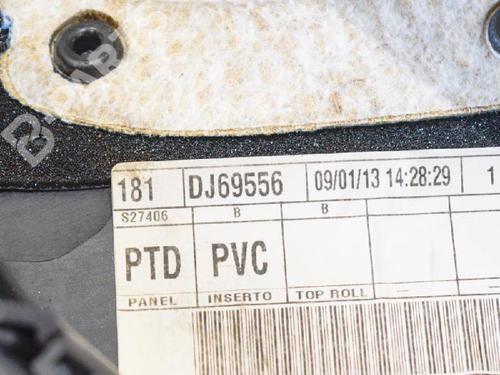 181 DJ69556 09/01/13 14:28:29 1
S27406 B B
PTD PVC
PANEL INSERTO TOP ROLL — —